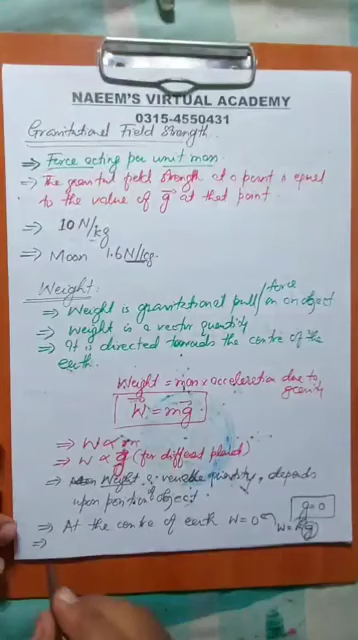 NAEEM'S VIRTUAL ACADEMY
0315-4550431
Gravitational Field Strength.
⇒ Force acting per unit mass
⇒ The gravital field strength at a point is equal
to the value of g⃗ at that point.
⇒ 10 N/kg
⇒ Moon 1.6 N/kg.
Weight:
⇒ Weight is gravitational pull/force on an object
⇒ Weight is a vector quantity
⇒ It is directed towards the centre of the
earth.
Weight = mass × acceleration due to
gravity
W = mg⃗
⇒ W ∝ m
⇒ W ∝ g (for different planet)
⇒ Weight is variable quantity, depends
upon position of object.
⇒ At the centre of earth W = 0
g = 0
W = mg
⇒